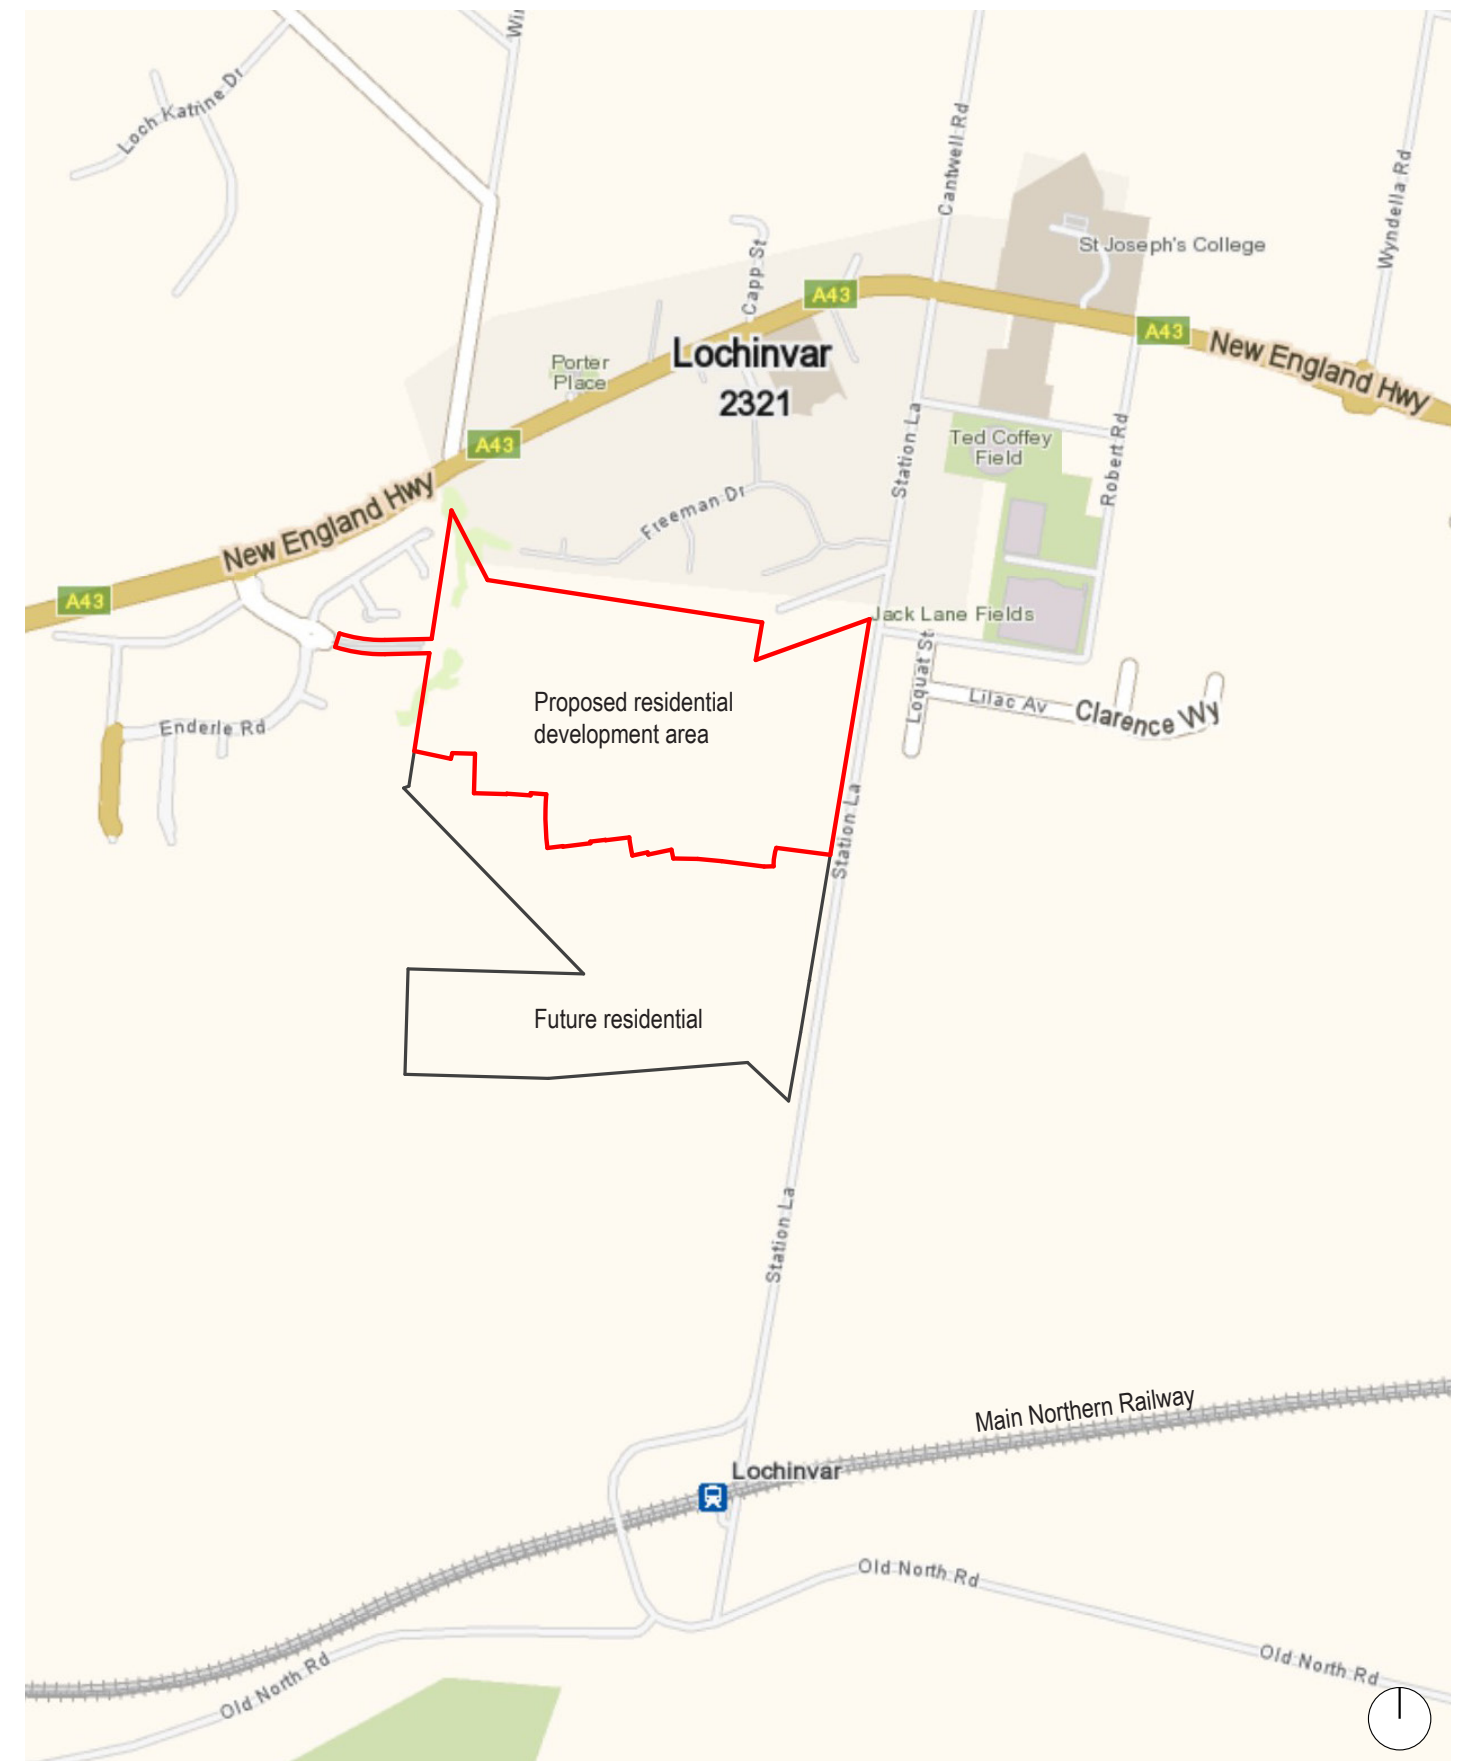 Wi
Loch Katrine Dr
Cantwell Rd
Wyndella Rd
St Joseph's College
Capp St
A43
A43
New England Hwy
Lochinvar
2321
Porter
Place
A43
Station La
Ted Coffey
Field
Robert Rd
New England Hwy
Freeman Dr
A43
Jack Lane Fields
Loquat St
Lilac Av
Clarence Wy
Enderle Rd
Proposed residential
development area
Station La
Future residential
Station La
Main Northern Railway
Lochinvar
Old North Rd
Old North Rd
Old North Rd